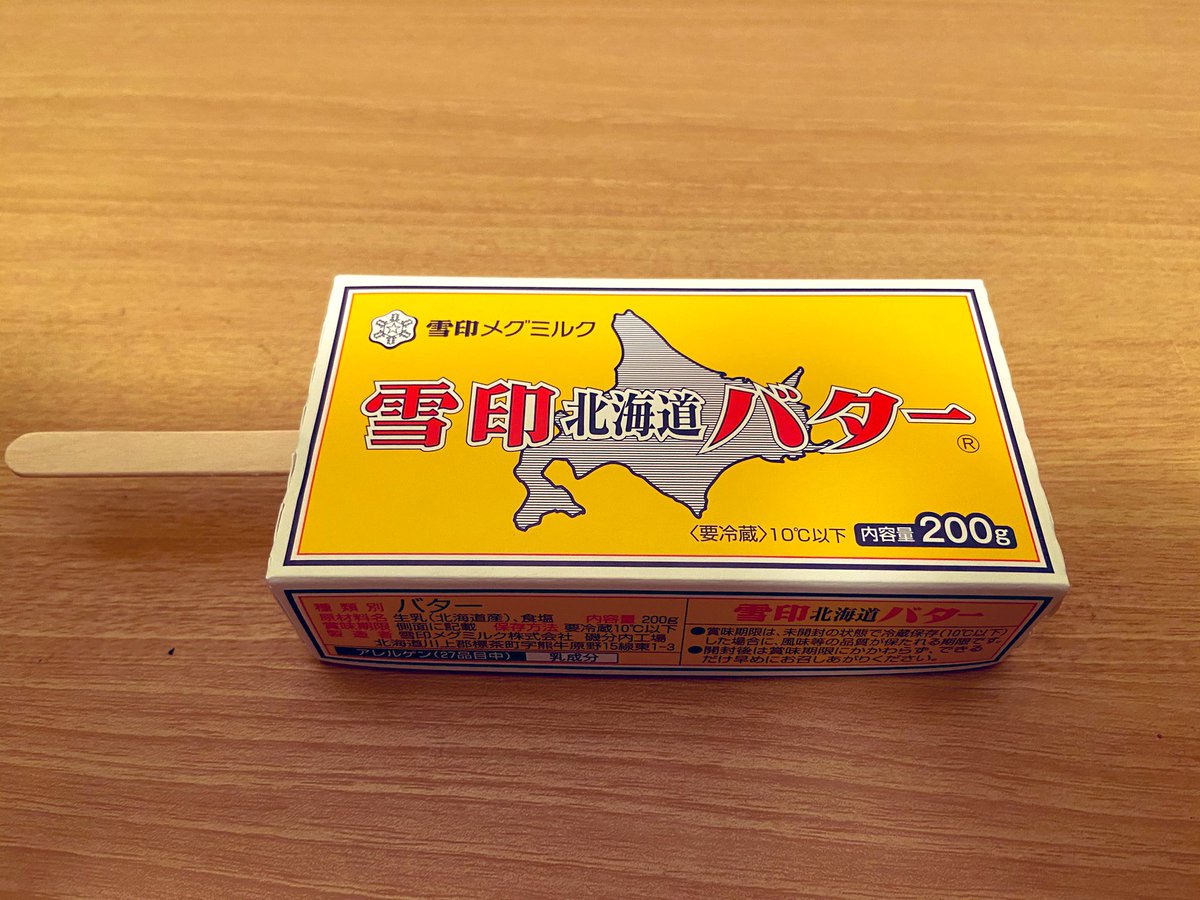 雪印メグミルク
雪印北海道バター
®
〈要冷蔵〉10℃以下 内容量 200g
種類別 バター
原材料名 生乳(北海道産)、食塩 内容量 200g
賞味期限 側面に記載 保存方法 要冷蔵10℃以下
製造者 雪印メグミルク株式会社 磯分内工場
北海道川上郡標茶町字熊牛原野15線東1-3
アレルゲン(27品目中) 乳成分
雪印北海道バター
●賞味期限は、未開封の状態で冷蔵保存(10℃以下)
した場合に、風味等の品質が保たれる期限です。
●開封後は賞味期限にかかわらず、できる
だけ早めにお召しあがりください。